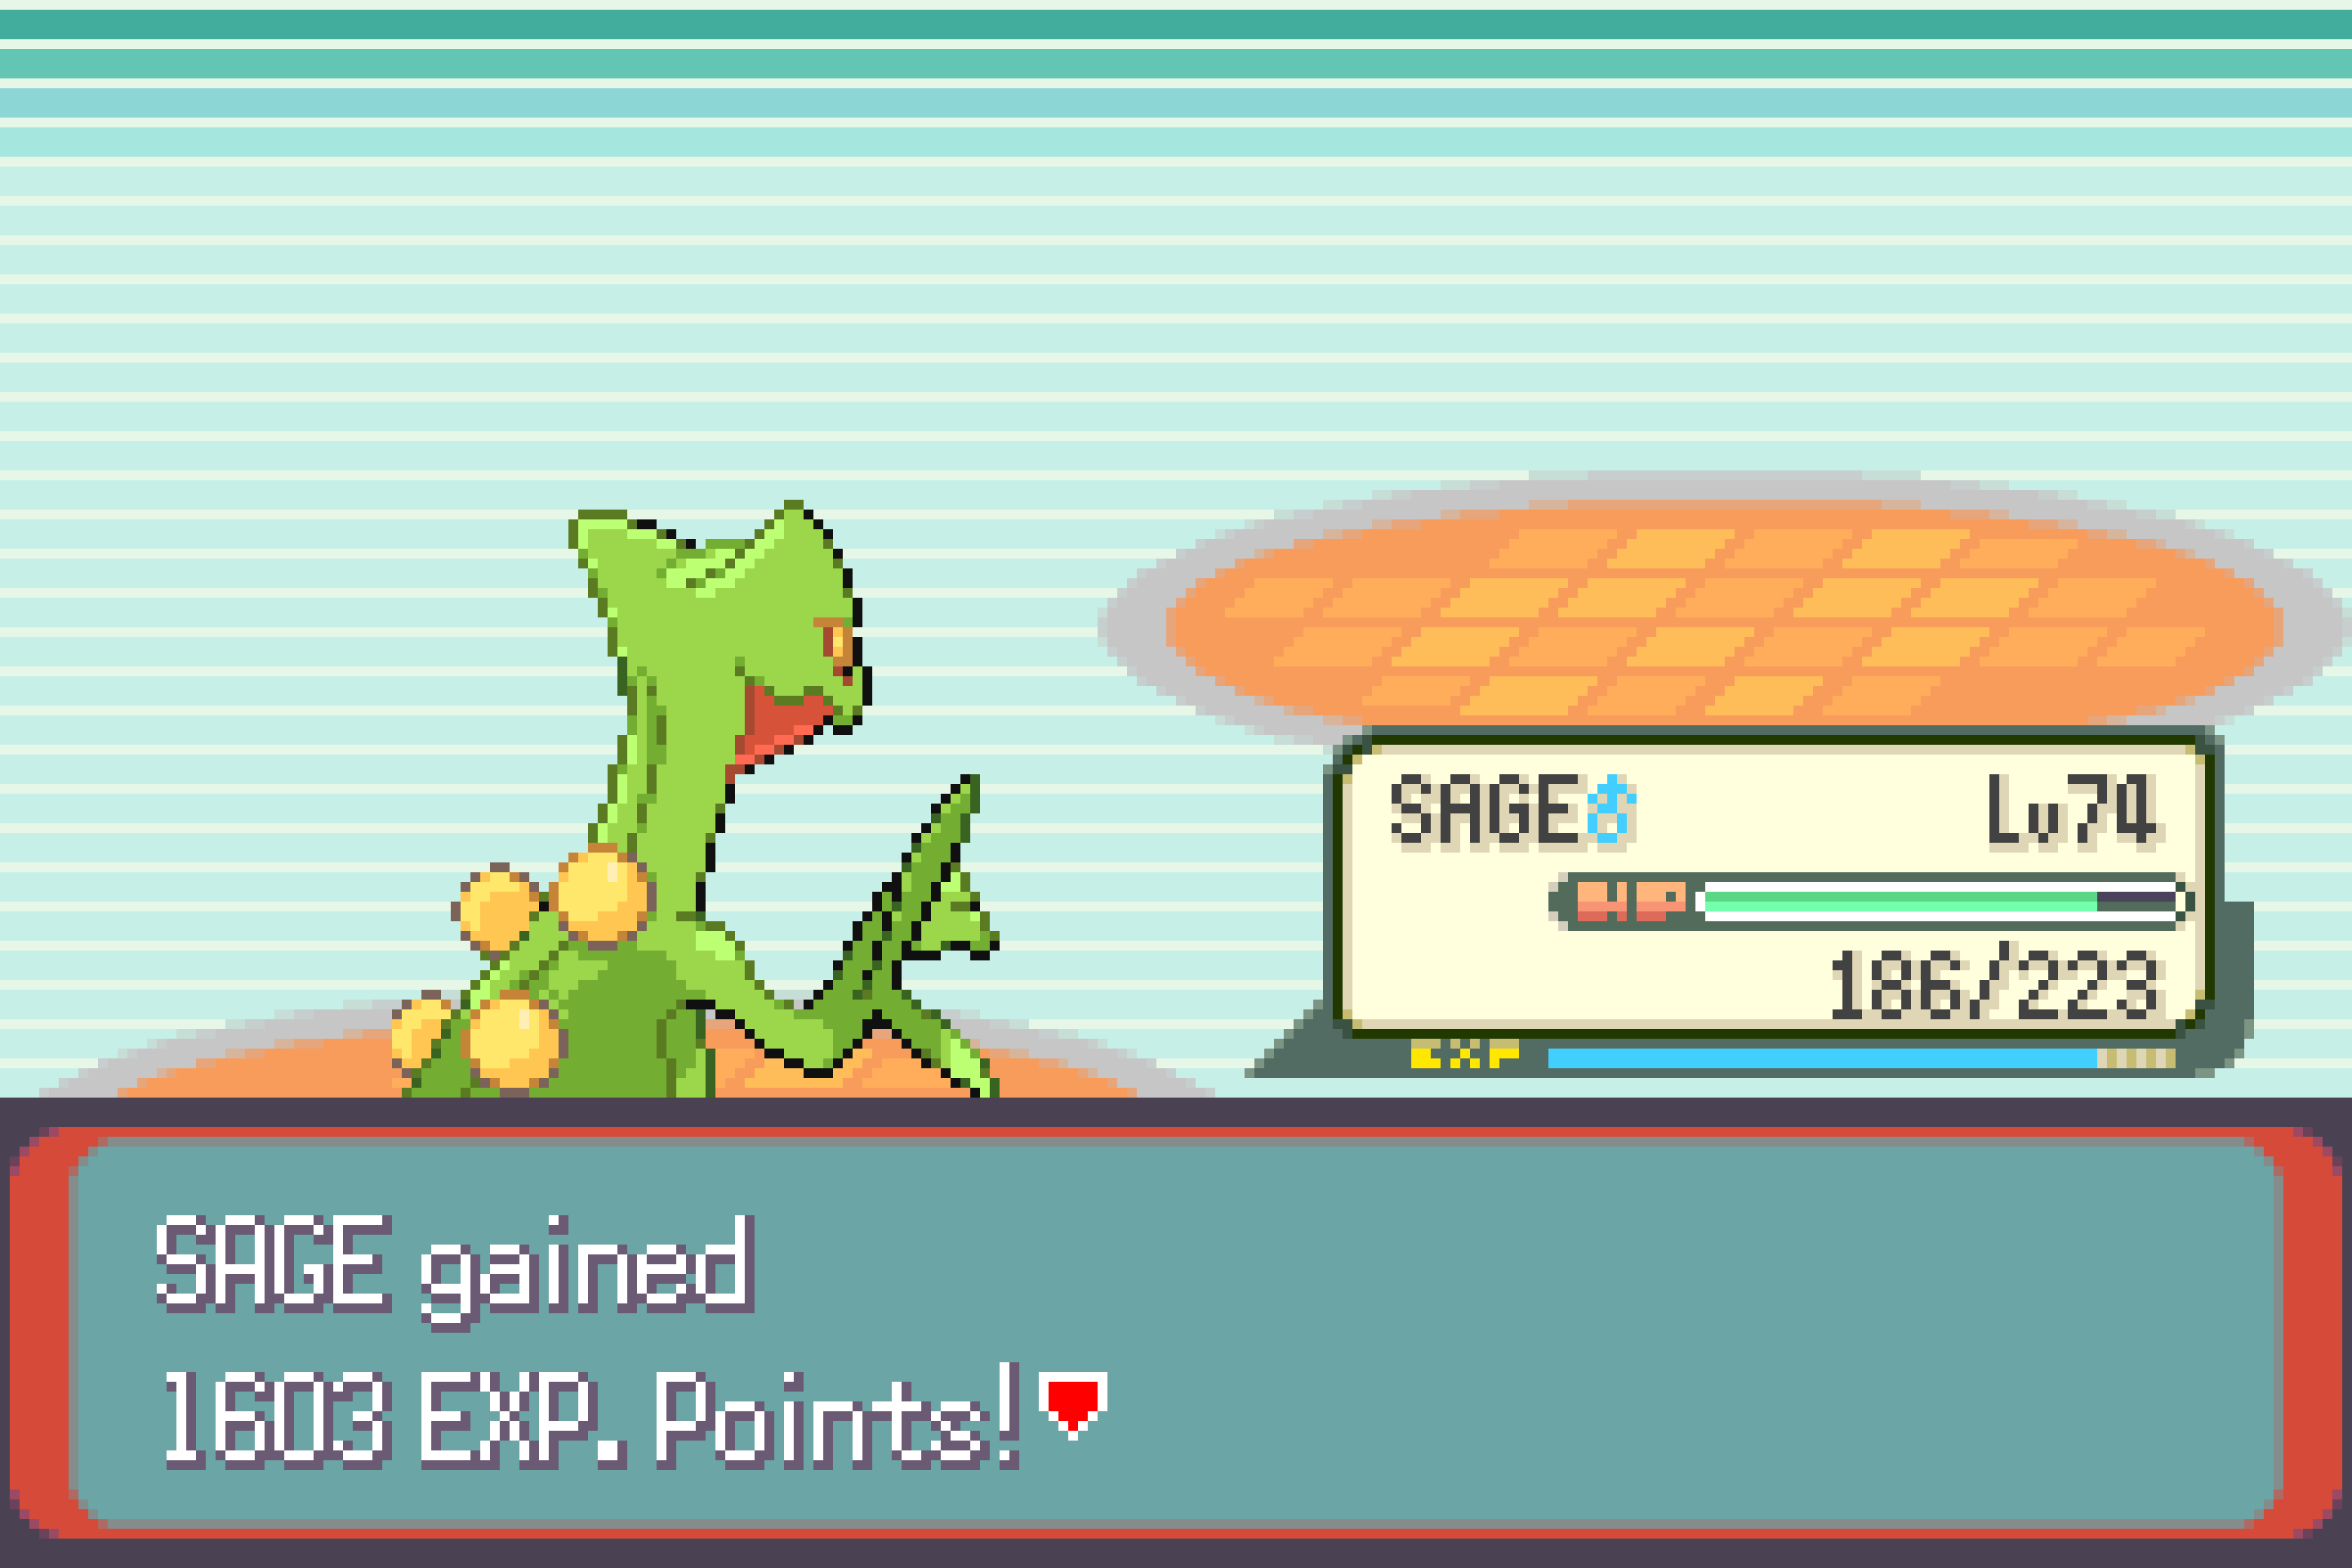 SAGE♂ Lv74
HP
186/223
EXP
SAGE gained
1603 EXP. Points!